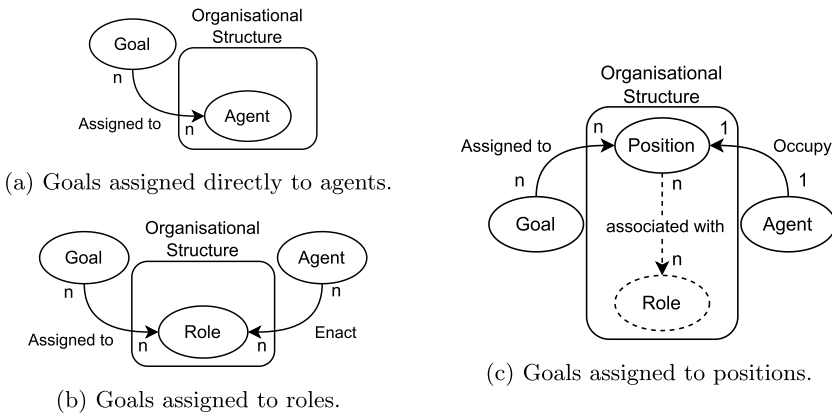 Organisational
Structure
Goal
n
Assigned to
n
Agent
(a) Goals assigned directly to agents.
Organisational
Structure
Goal
Agent
n
n
Role
Assigned to
n
n
Enact
(b) Goals assigned to roles.
Organisational
Structure
Assigned to
n
Position
1
Occupy
n
n
1
Goal
associated with
Agent
n
Role
(c) Goals assigned to positions.